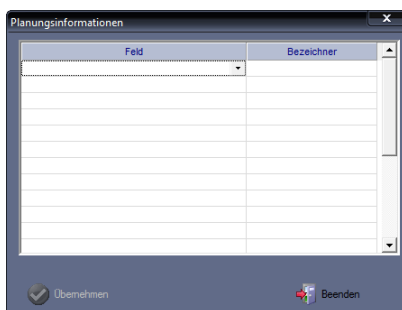 Planungsinformationen
x
Feld Bezeichner
Übernehmen Beenden